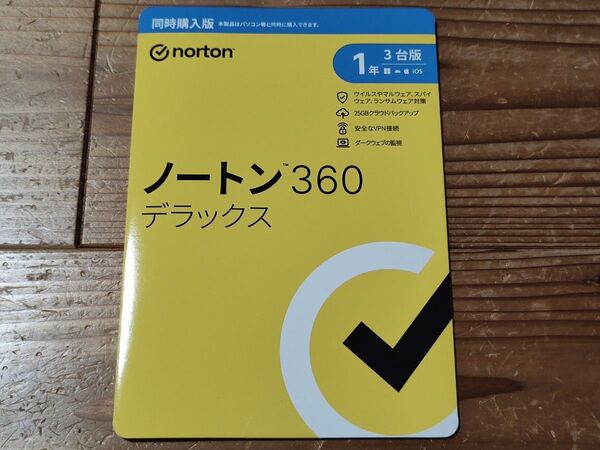 同時購入版 本製品はパソコン等と同時に購入できます。
norton
1年 3台版
iOS
ウイルスやマルウェア、スパイ
ウェア、ランサムウェア対策
25GBクラウドバックアップ
安全なVPN接続
ダークウェブの監視
ノートン™ 360
デラックス